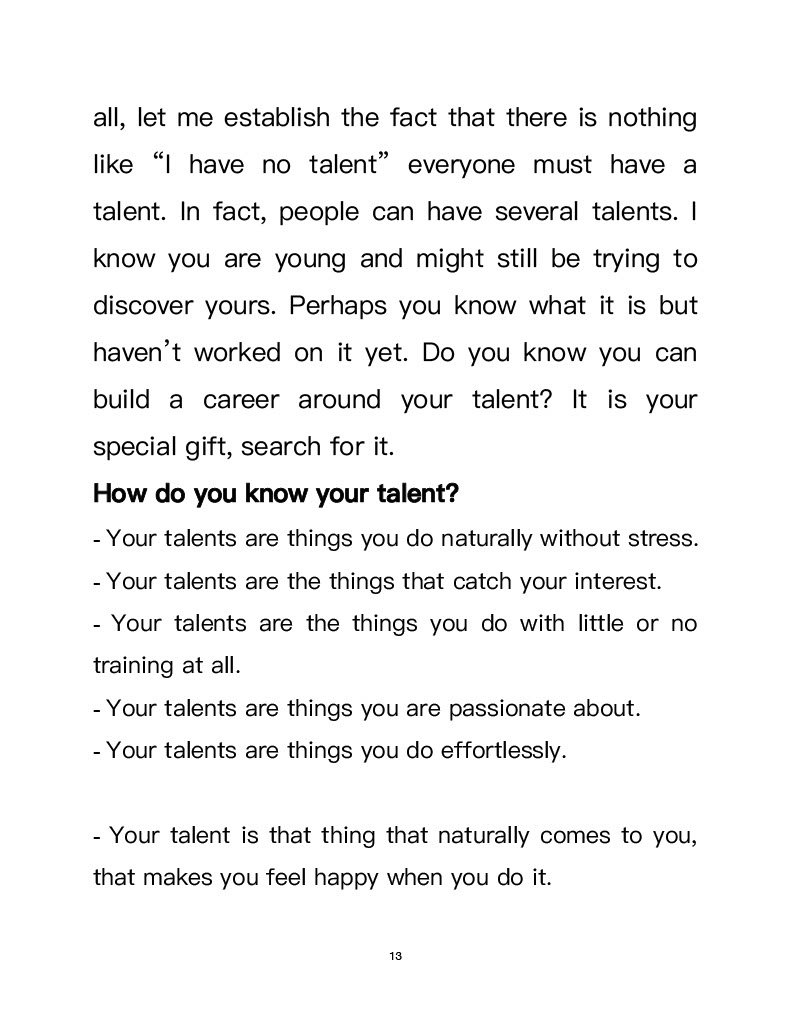 all, let me establish the fact that there is nothing
like “I have no talent” everyone must have a
talent. In fact, people can have several talents. I
know you are young and might still be trying to
discover yours. Perhaps you know what it is but
haven’t worked on it yet. Do you know you can
build a career around your talent? It is your
special gift, search for it.
How do you know your talent?
- Your talents are things you do naturally without stress.
- Your talents are the things that catch your interest.
- Your talents are the things you do with little or no
training at all.
- Your talents are things you are passionate about.
- Your talents are things you do effortlessly.
- Your talent is that thing that naturally comes to you,
that makes you feel happy when you do it.
13